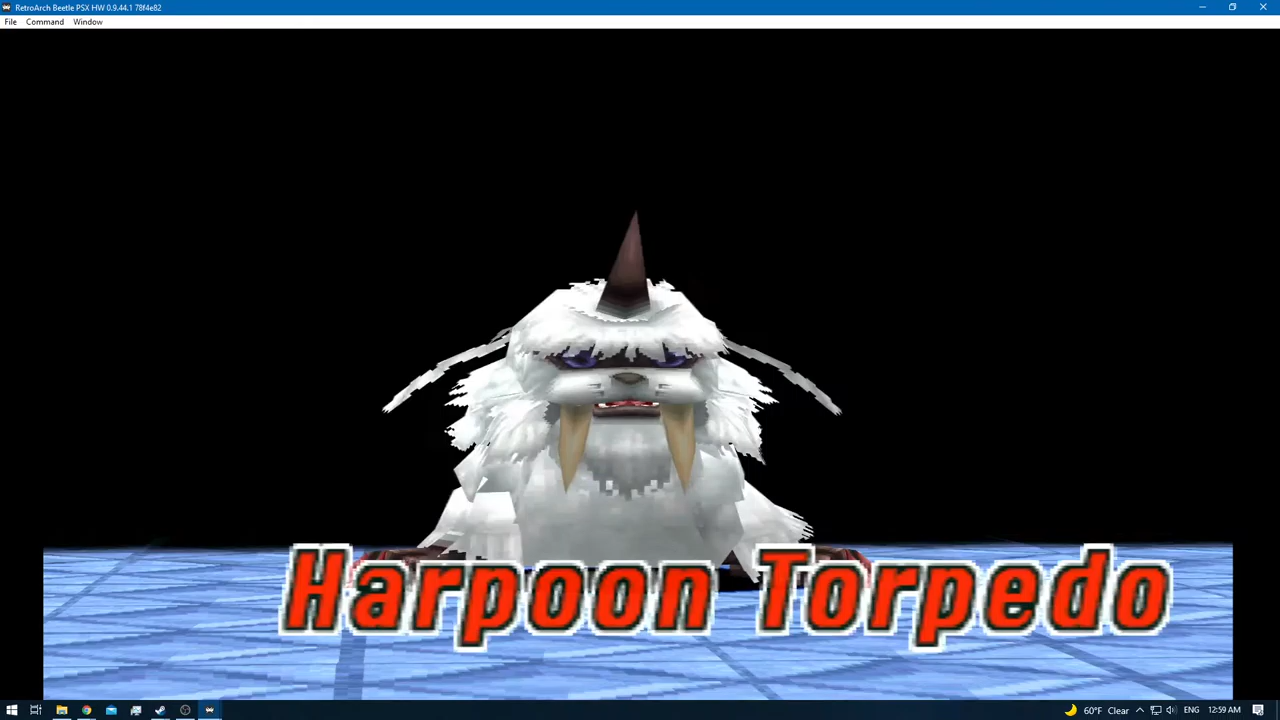 RetroArch Beetle PSX HW 0.9.44.1 78f4e82
File Command Window
Harpoon Torpedo
60°F Clear ENG 12:59 AM